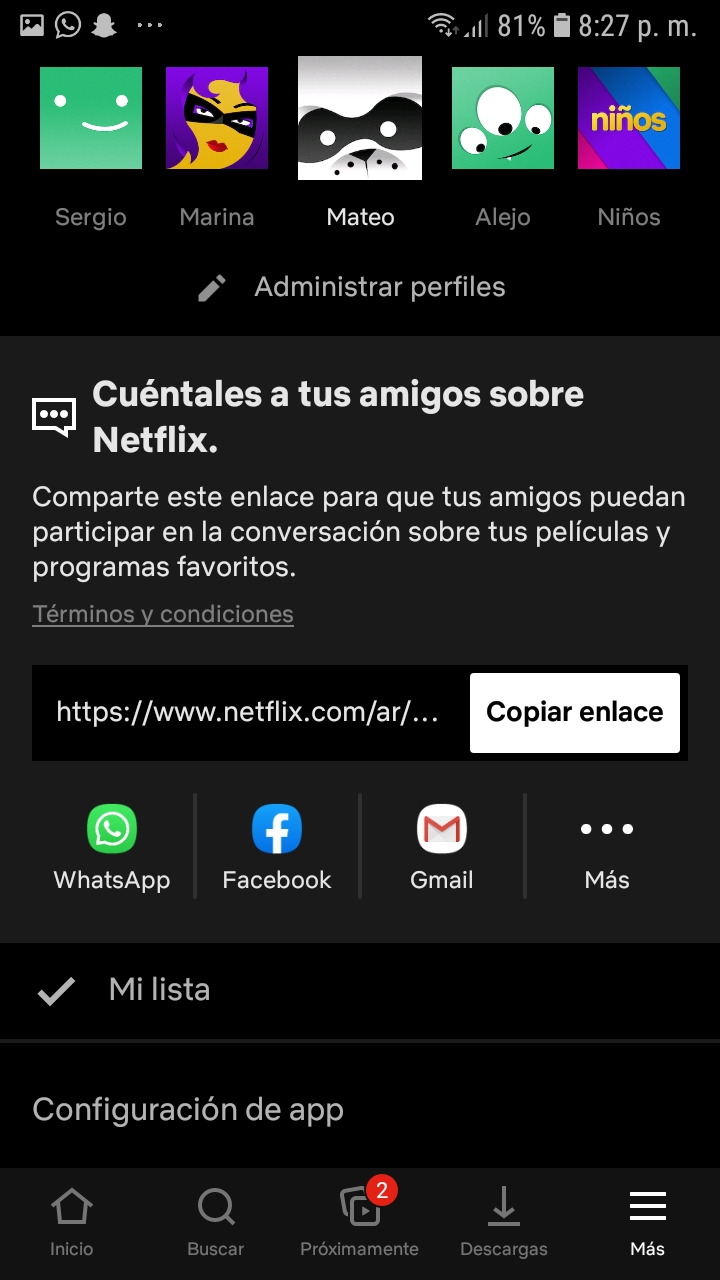 81% 8:27 p. m.
niños
Sergio Marina Mateo Alejo Niños
Administrar perfiles
Cuéntales a tus amigos sobre
Netflix.
Comparte este enlace para que tus amigos puedan
participar en la conversación sobre tus películas y
programas favoritos.
Términos y condiciones
https://www.netflix.com/ar/... Copiar enlace
WhatsApp Facebook Gmail Más
Mi lista
Configuración de app
2
Inicio Buscar Próximamente Descargas Más